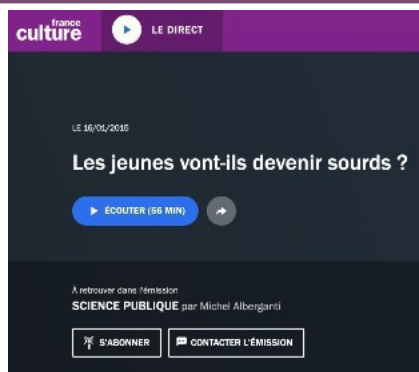 france
culture
LE DIRECT
LE 16/01/2015
Les jeunes vont-ils devenir sourds ?
ÉCOUTER (56 MIN)
À retrouver dans l'émission
SCIENCE PUBLIQUE par Michel Alberganti
S'ABONNER
CONTACTER L'ÉMISSION